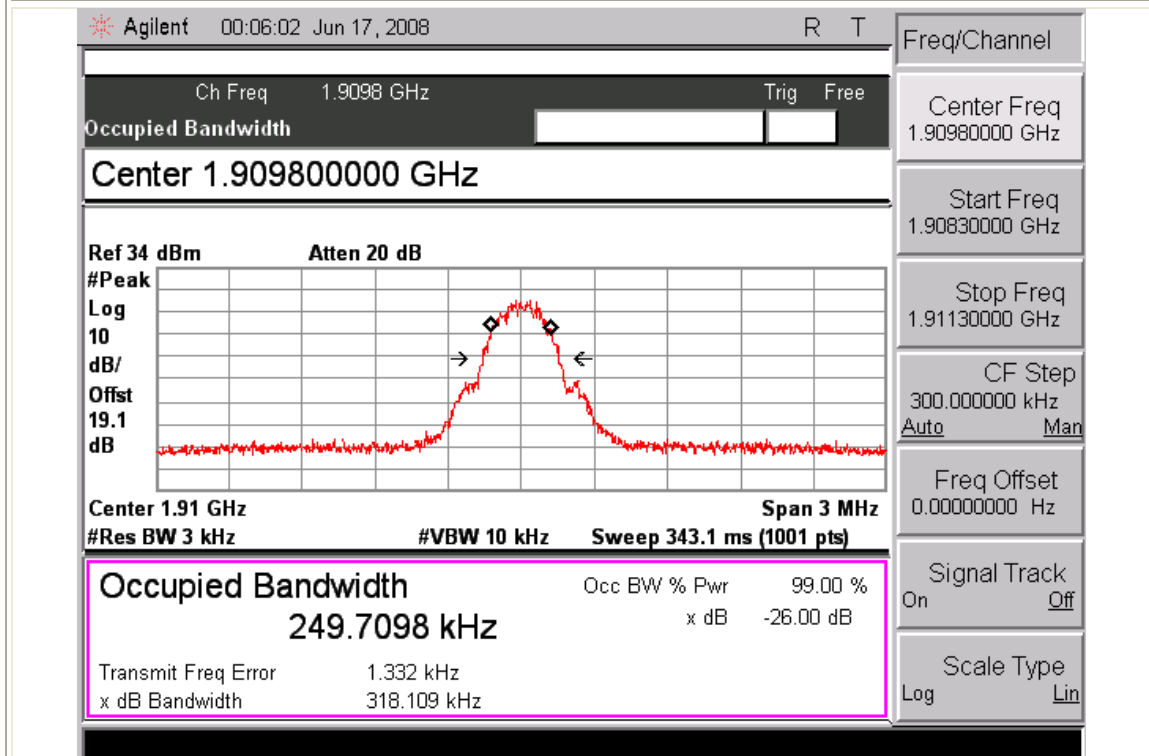 Agilent 00:06:02 Jun 17, 2008 R T
Freq/Channel
Ch Freq 1.9098 GHz Trig Free
Occupied Bandwidth
Center 1.909800000 GHz
Ref 34 dBm Atten 20 dB
#Peak
Log
10
dB/
Offst
19.1
dB
Center 1.91 GHz Span 3 MHz
#Res BW 3 kHz #VBW 10 kHz Sweep 343.1 ms (1001 pts)
Occupied Bandwidth
249.7098 kHz
Occ BW % Pwr 99.00 %
x dB -26.00 dB
Transmit Freq Error 1.332 kHz
x dB Bandwidth 318.109 kHz
Center Freq
1.90980000 GHz
Start Freq
1.90830000 GHz
Stop Freq
1.91130000 GHz
CF Step
300.000000 kHz
Auto Man
Freq Offset
0.00000000 Hz
Signal Track
On Off
Scale Type
Log Lin